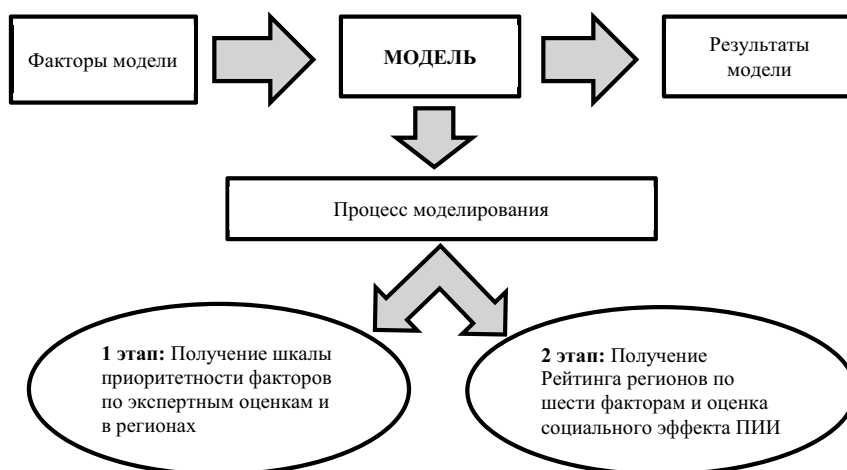 Факторы модели
МОДЕЛЬ
Результаты
модели
Процесс моделирования
1 этап: Получение шкалы
приоритетности факторов
по экспертным оценкам и
в регионах
2 этап: Получение
Рейтинга регионов по
шести факторам и оценка
социального эффекта ПИИ